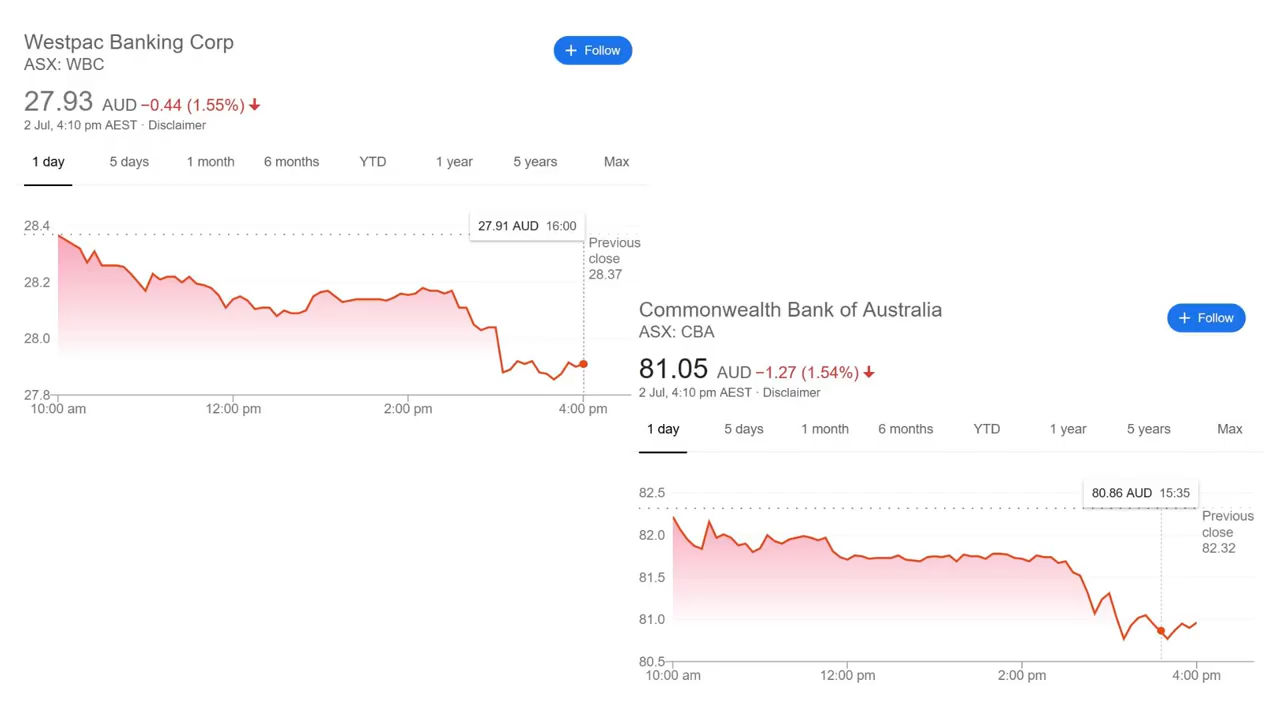 Westpac Banking Corp
ASX: WBC
+ Follow
27.93 AUD −0.44 (1.55%) ↓
2 Jul, 4:10 pm AEST · Disclaimer
1 day 5 days 1 month 6 months YTD 1 year 5 years Max
27.91 AUD 16:00
Previous
close
28.37
28.4
28.2
28.0
27.8
10:00 am 12:00 pm 2:00 pm 4:00 pm
Commonwealth Bank of Australia
ASX: CBA
+ Follow
81.05 AUD −1.27 (1.54%) ↓
2 Jul, 4:10 pm AEST · Disclaimer
1 day 5 days 1 month 6 months YTD 1 year 5 years Max
80.86 AUD 15:35
Previous
close
82.32
82.5
82.0
81.5
81.0
80.5
10:00 am 12:00 pm 2:00 pm 4:00 pm